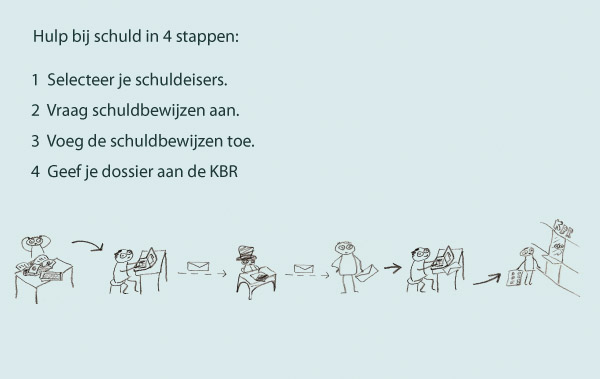 Hulp bij schuld in 4 stappen:
1 Selecteer je schuldeisers.
2 Vraag schuldbewijzen aan.
3 Voeg de schuldbewijzen toe.
4 Geef je dossier aan de KBR